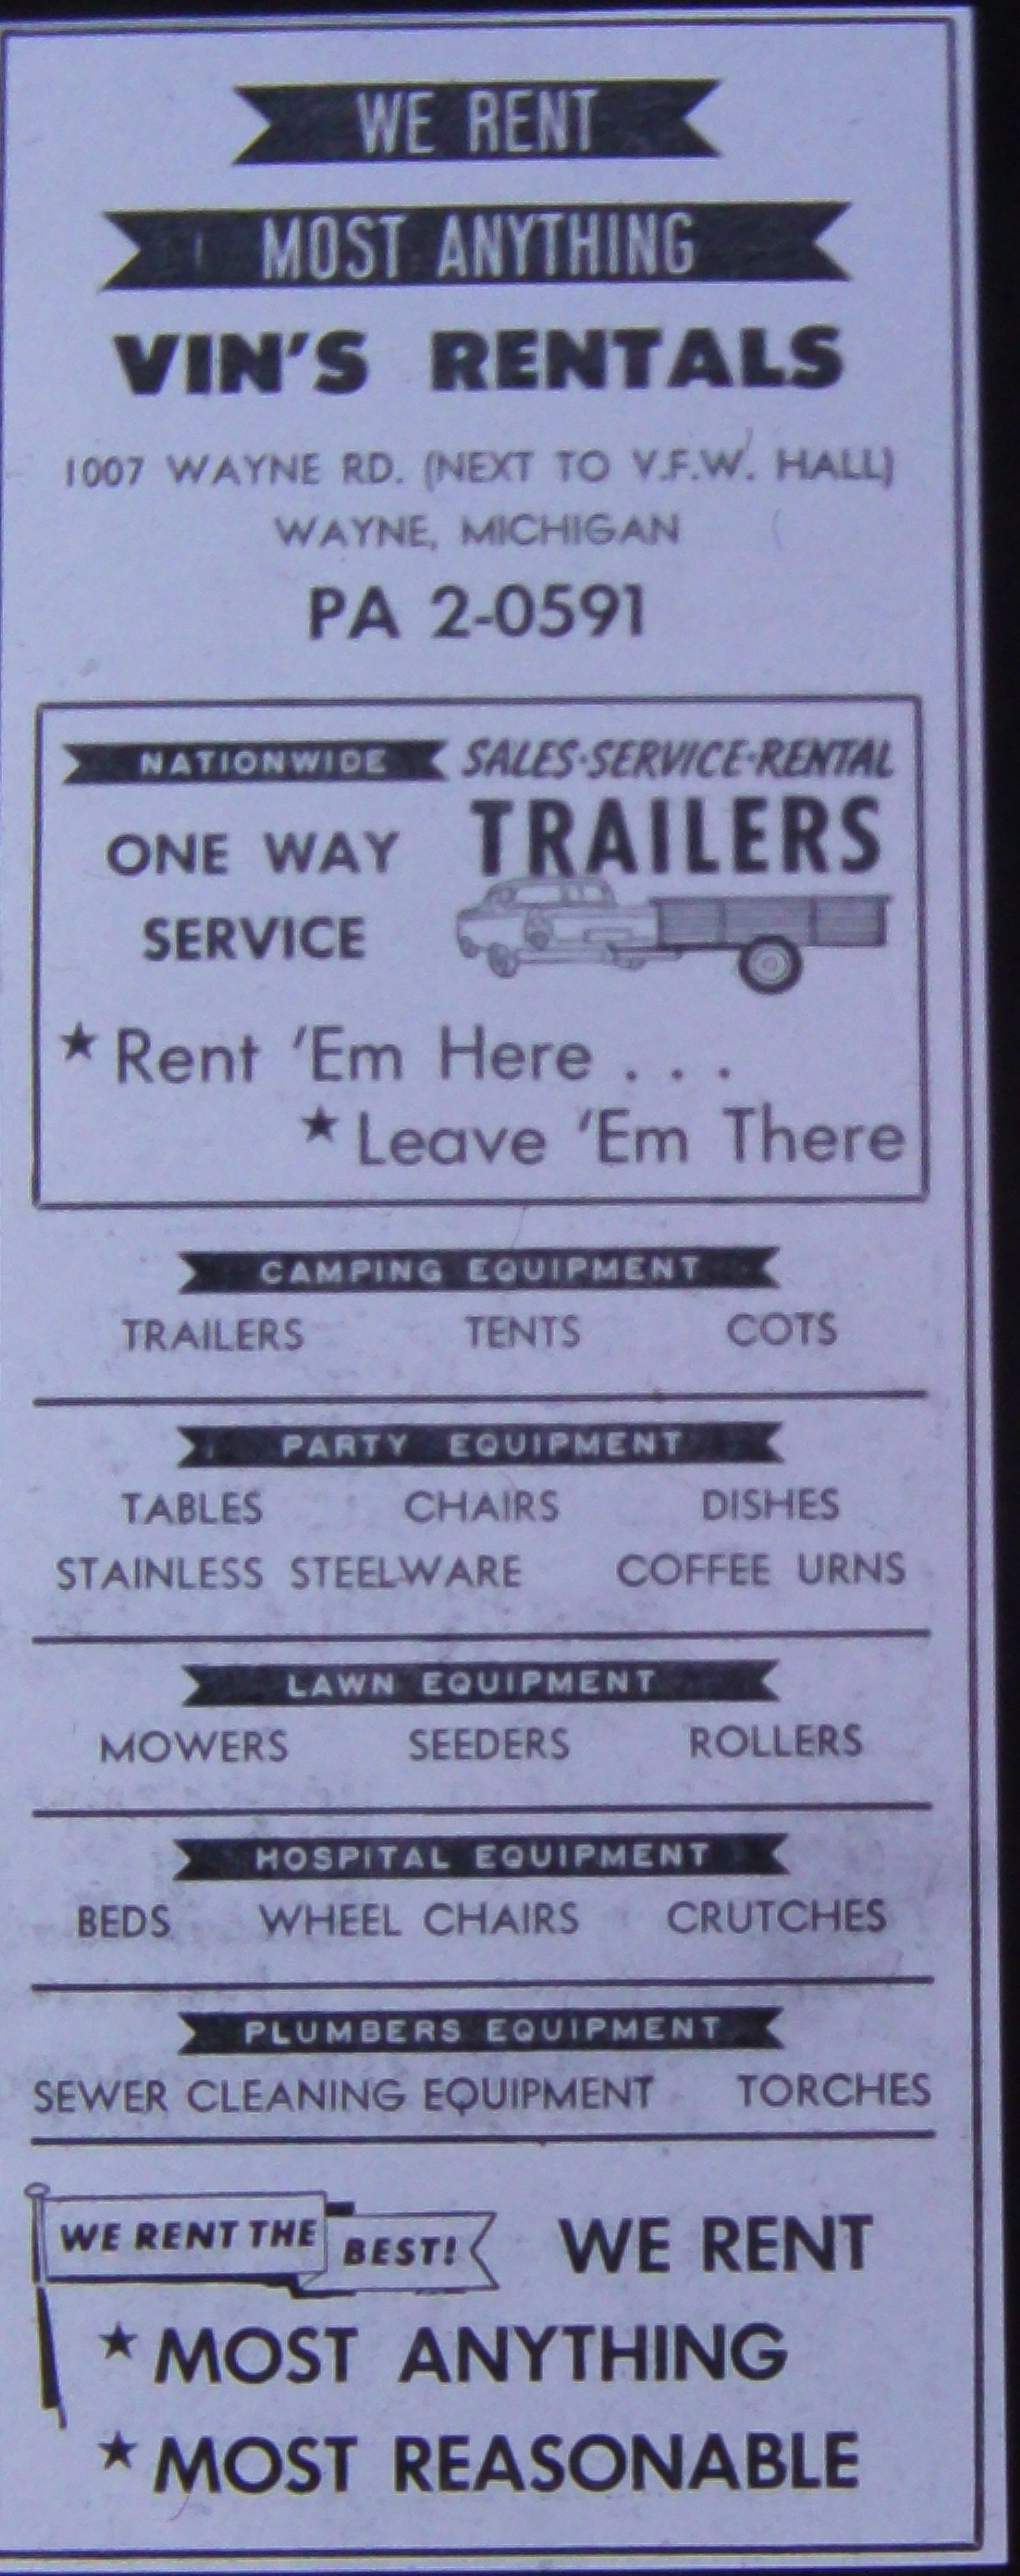 WE RENT
MOST ANYTHING
VIN'S RENTALS
1007 WAYNE RD. (NEXT TO V.F.W. HALL)
WAYNE, MICHIGAN
PA 2-0591
NATIONWIDE
ONE WAY
SERVICE
SALES·SERVICE·RENTAL
TRAILERS
★ Rent 'Em Here . . .
★ Leave 'Em There
CAMPING EQUIPMENT
TRAILERS TENTS COTS
PARTY EQUIPMENT
TABLES CHAIRS DISHES
STAINLESS STEELWARE COFFEE URNS
LAWN EQUIPMENT
MOWERS SEEDERS ROLLERS
HOSPITAL EQUIPMENT
BEDS WHEEL CHAIRS CRUTCHES
PLUMBERS EQUIPMENT
SEWER CLEANING EQUIPMENT TORCHES
WE RENT THE BEST! WE RENT
★ MOST ANYTHING
★ MOST REASONABLE